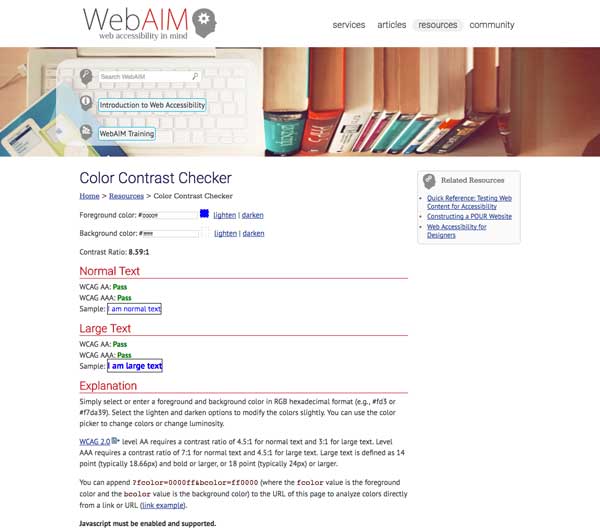 WebAIM
web accessibility in mind
services articles resources community
Search WebAIM
Introduction to Web Accessibility
WebAIM Training
Color Contrast Checker
Home > Resources > Color Contrast Checker
Foreground color: #0000ff lighten | darken
Background color: #ffffff lighten | darken
Contrast Ratio: 8.59:1
Normal Text
WCAG AA: Pass
WCAG AAA: Pass
Sample: I am normal text
Large Text
WCAG AA: Pass
WCAG AAA: Pass
Sample: I am large text
Explanation
Simply select or enter a foreground and background color in RGB hexadecimal format (e.g., #fd3 or
#f7da39). Select the lighten and darken options to modify the colors slightly. You can use the color
picker to change colors or change luminosity.
WCAG 2.0 * level AA requires a contrast ratio of 4.5:1 for normal text and 3:1 for large text. Level
AAA requires a contrast ratio of 7:1 for normal text and 4.5:1 for large text. Large text is defined as 14
point (typically 18.66px) and bold or larger, or 18 point (typically 24px) or larger.
You can append ?fcolor=0000ff&bcolor=ff0000 (where the fcolor value is the foreground
color and the bcolor value is the background color) to the URL of this page to analyze colors directly
from a link or URL (link example).
Javascript must be enabled and supported.
Related Resources
Quick Reference: Testing Web
Content for Accessibility
Constructing a POUR Website
Web Accessibility for
Designers